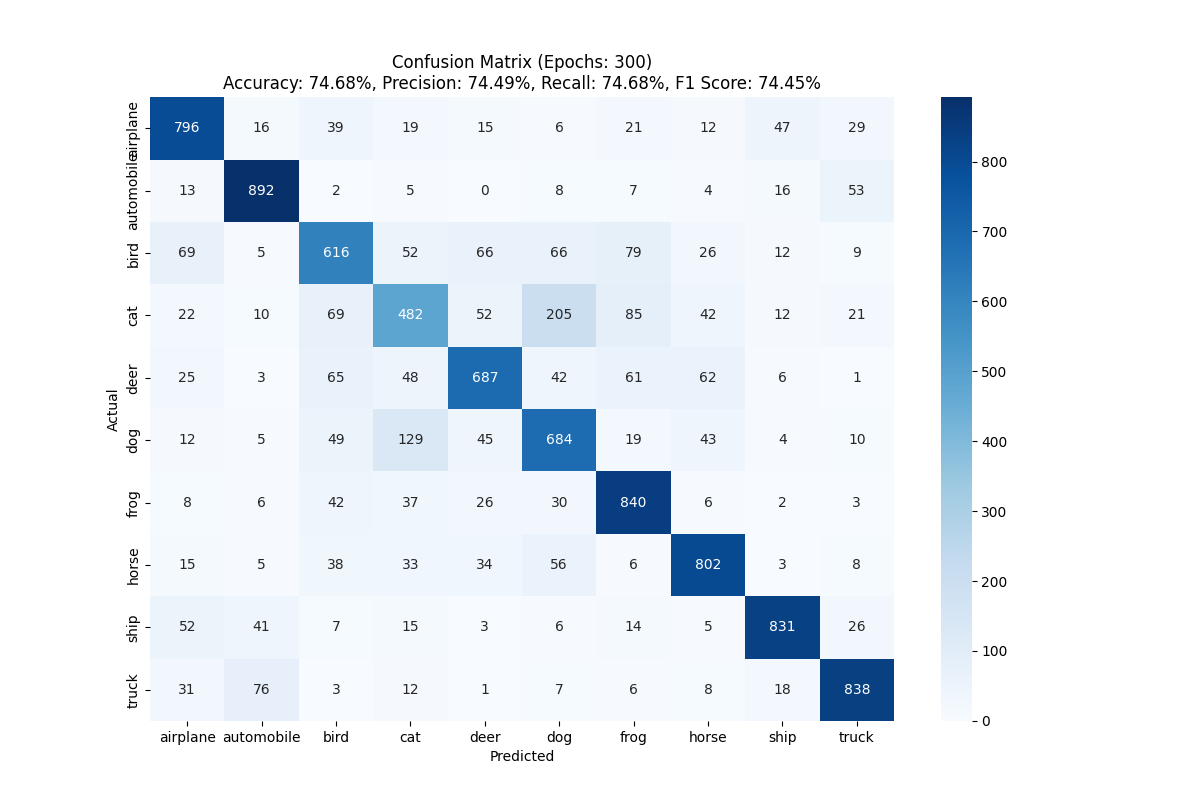 Confusion Matrix (Epochs: 300)
Accuracy: 74.68%, Precision: 74.49%, Recall: 74.68%, F1 Score: 74.45%
airplane 796 16 39 19 15 6 21 12 47 29
automobile 13 892 2 5 0 8 7 4 16 53
bird 69 5 616 52 66 66 79 26 12 9
cat 22 10 69 482 52 205 85 42 12 21
deer 25 3 65 48 687 42 61 62 6 1
dog 12 5 49 129 45 684 19 43 4 10
frog 8 6 42 37 26 30 840 6 2 3
horse 15 5 38 33 34 56 6 802 3 8
ship 52 41 7 15 3 6 14 5 831 26
truck 31 76 3 12 1 7 6 8 18 838
airplane automobile bird cat deer dog frog horse ship truck
Predicted
Actual
800
700
600
500
400
300
200
100
0